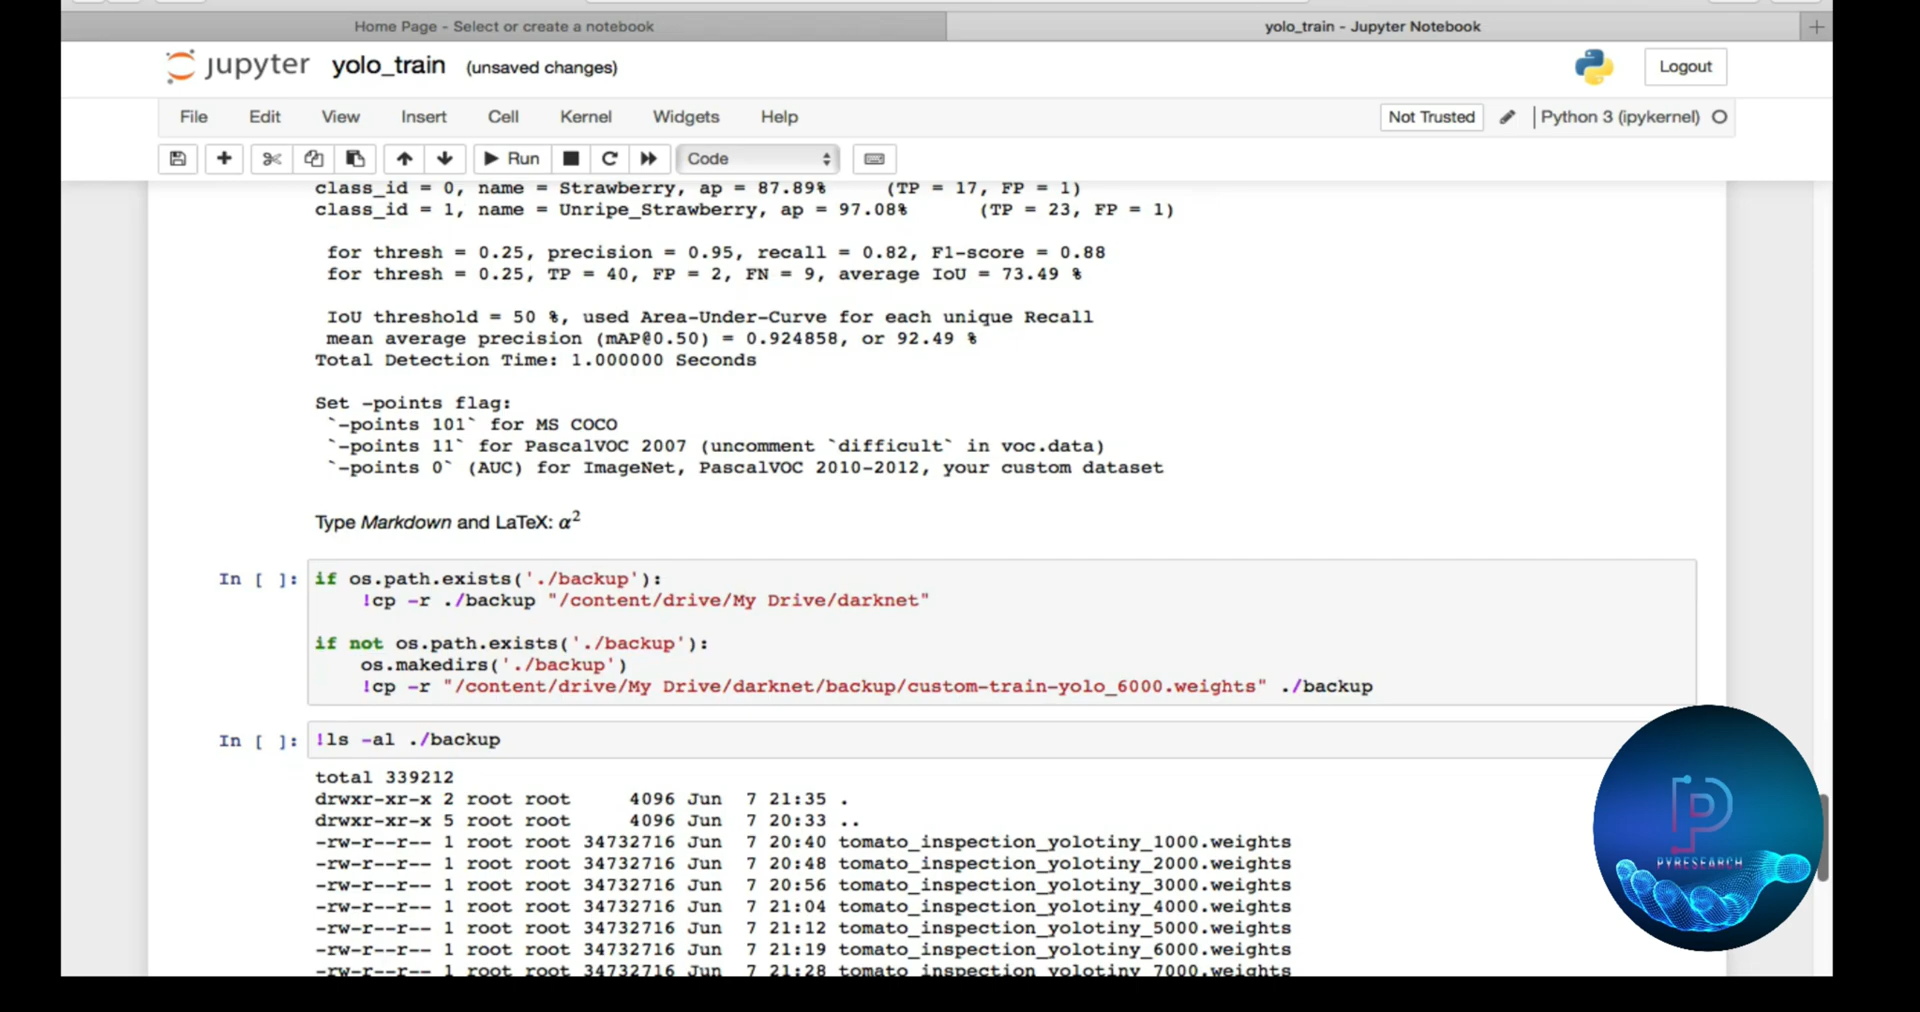 Home Page - Select or create a notebook
yolo_train - Jupyter Notebook
jupyter yolo_train (unsaved changes)
Logout
File Edit View Insert Cell Kernel Widgets Help
Not Trusted
Python 3 (ipykernel)
Run
Code
class_id = 0, name = Strawberry, ap = 87.89% (TP = 17, FP = 1)
class_id = 1, name = Unripe_Strawberry, ap = 97.08% (TP = 23, FP = 1)
for thresh = 0.25, precision = 0.95, recall = 0.82, F1-score = 0.88
for thresh = 0.25, TP = 40, FP = 2, FN = 9, average IoU = 73.49 %
IoU threshold = 50 %, used Area-Under-Curve for each unique Recall
mean average precision (mAP@0.50) = 0.924858, or 92.49 %
Total Detection Time: 1.000000 Seconds
Set -points flag:
`-points 101` for MS COCO
`-points 11` for PascalVOC 2007 (uncomment `difficult` in voc.data)
`-points 0` (AUC) for ImageNet, PascalVOC 2010-2012, your custom dataset
Type Markdown and LaTeX: α²
In [ ]: if os.path.exists('./backup'):
!cp -r ./backup "/content/drive/My Drive/darknet"
if not os.path.exists('./backup'):
os.makedirs('./backup')
!cp -r "/content/drive/My Drive/darknet/backup/custom-train-yolo_6000.weights" ./backup
In [ ]: !ls -al ./backup
total 339212
drwxr-xr-x 2 root root 4096 Jun 7 21:35 .
drwxr-xr-x 5 root root 4096 Jun 7 20:33 ..
-rw-r--r-- 1 root root 34732716 Jun 7 20:40 tomato_inspection_yolotiny_1000.weights
-rw-r--r-- 1 root root 34732716 Jun 7 20:48 tomato_inspection_yolotiny_2000.weights
-rw-r--r-- 1 root root 34732716 Jun 7 20:56 tomato_inspection_yolotiny_3000.weights
-rw-r--r-- 1 root root 34732716 Jun 7 21:04 tomato_inspection_yolotiny_4000.weights
-rw-r--r-- 1 root root 34732716 Jun 7 21:12 tomato_inspection_yolotiny_5000.weights
-rw-r--r-- 1 root root 34732716 Jun 7 21:19 tomato_inspection_yolotiny_6000.weights
-rw-r--r-- 1 root root 34732716 Jun 7 21:28 tomato_inspection_yolotiny_7000.weights
PYRESEARCH